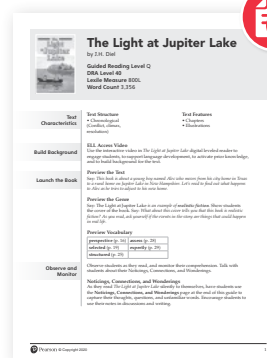 The Light at Jupiter Lake
by J.H. Diel
Guided Reading Level Q
DRA Level 40
Lexile Measure 800L
Word Count 3,356
The Light
at Jupiter
Lake
Text
Characteristics
Text Structure
• Chronological
(Conflict, climax,
resolution)
Text Features
• Chapters
• Illustrations
Build Background
ELL Access Video
Use the interactive video in The Light at Jupiter Lake digital leveled reader to
engage students, to support language development, to activate prior knowledge,
and to build background for the text.
Launch the Book
Preview the Text
Say: This book is about a young boy named Alex who moves from his city home in Texas
to a rural home on Jupiter Lake in New Hampshire. Let's read to find out what happens
to Alex as he tries to adjust to his new home.
Preview the Genre
Say: The Light at Jupiter Lake is an example of realistic fiction. Show students
the cover of the book. Say: What about this cover tells you that this book is realistic
fiction? As you read, ask yourself if the events in the story are things that could happen
in real life.
Preview Vocabulary
perspective (p. 16) access (p. 28)
selected (p. 19) expertly (p. 29)
structured (p. 25)
Observe and
Monitor
Observe students as they read, and monitor their comprehension. Talk with
students about their Noticings, Connections, and Wonderings.
Noticings, Connections, and Wonderings
As they read The Light at Jupiter Lake silently to themselves, have students use
the Noticings, Connections, and Wonderings page at the end of this guide to
capture their thoughts, questions, and unfamiliar words. Encourage students to
use their notes in discussions and writing.
Pearson © Copyright 2020.
1